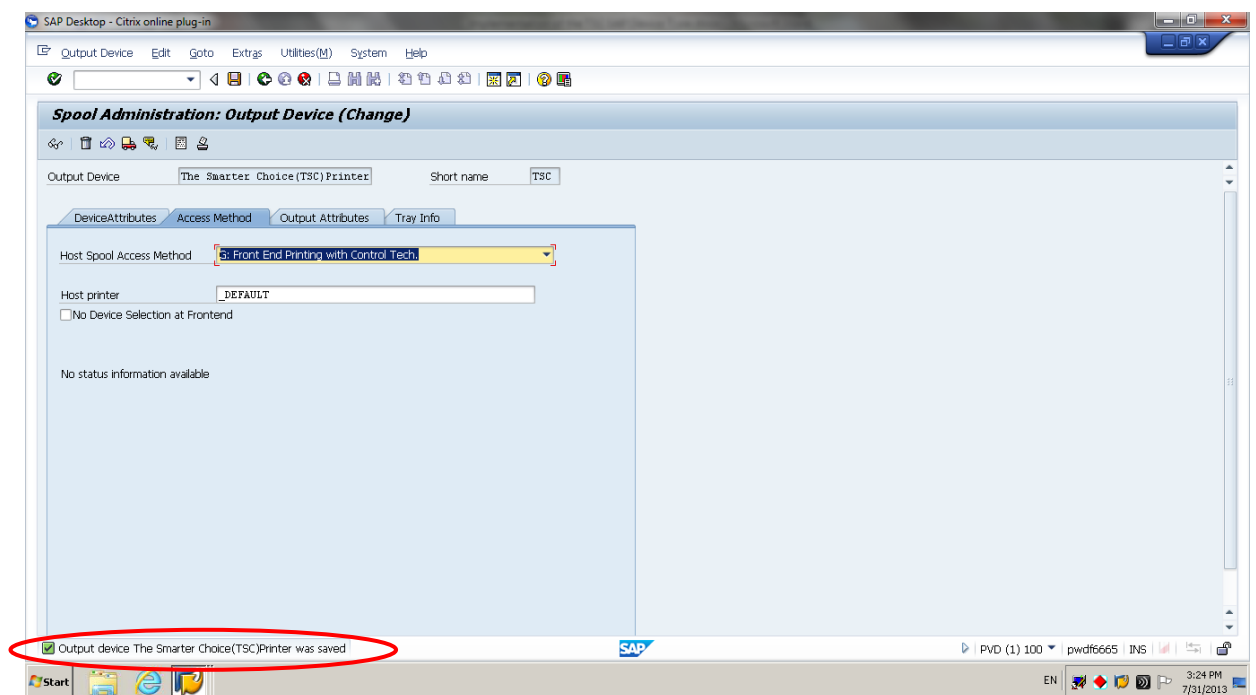 SAP Desktop - Citrix online plug-in
Output Device Edit Goto Extras Utilities(M) System Help
Spool Administration: Output Device (Change)
Output Device The Smarter Choice(TSC)Printer Short name TSC
DeviceAttributes Access Method Output Attributes Tray Info
Host Spool Access Method G: Front End Printing with Control Tech.
Host printer _DEFAULT
No Device Selection at Frontend
No status information available
Output device The Smarter Choice(TSC)Printer was saved SAP PVD (1) 100 pwdf6665 INS
Start EN 3:24 PM
7/31/2013